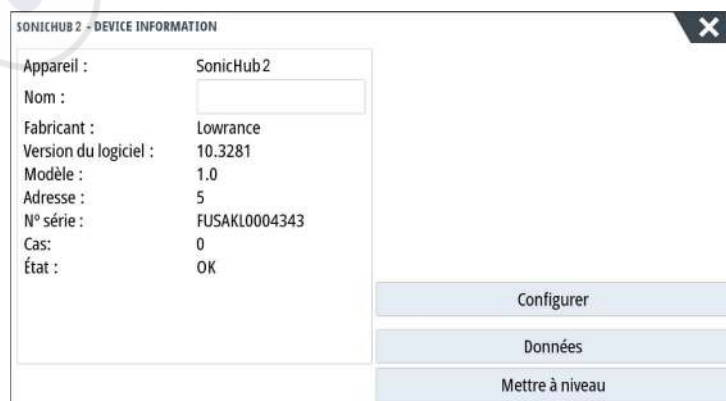 SONICHUB 2 - DEVICE INFORMATION
Appareil : SonicHub 2
Nom :
Fabricant : Lowrance
Version du logiciel : 10.3281
Modèle : 1.0
Adresse : 5
N° série : FUSAKL0004343
Cas: 0
État : OK
Configurer
Données
Mettre à niveau